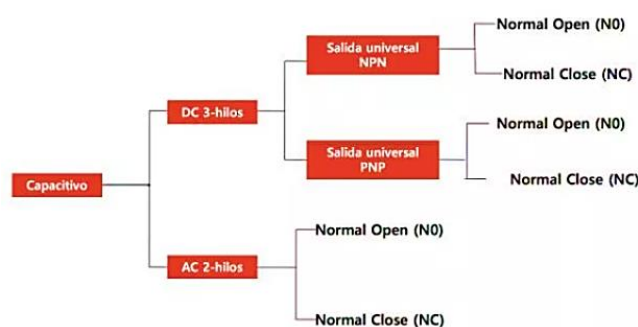 Normal Open (N0)
Salida universal
NPN
Normal Close (NC)
DC 3-hilos
Normal Open (N0)
Salida universal
PNP
Normal Close (NC)
Capacitivo
Normal Open (N0)
AC 2-hilos
Normal Close (NC)